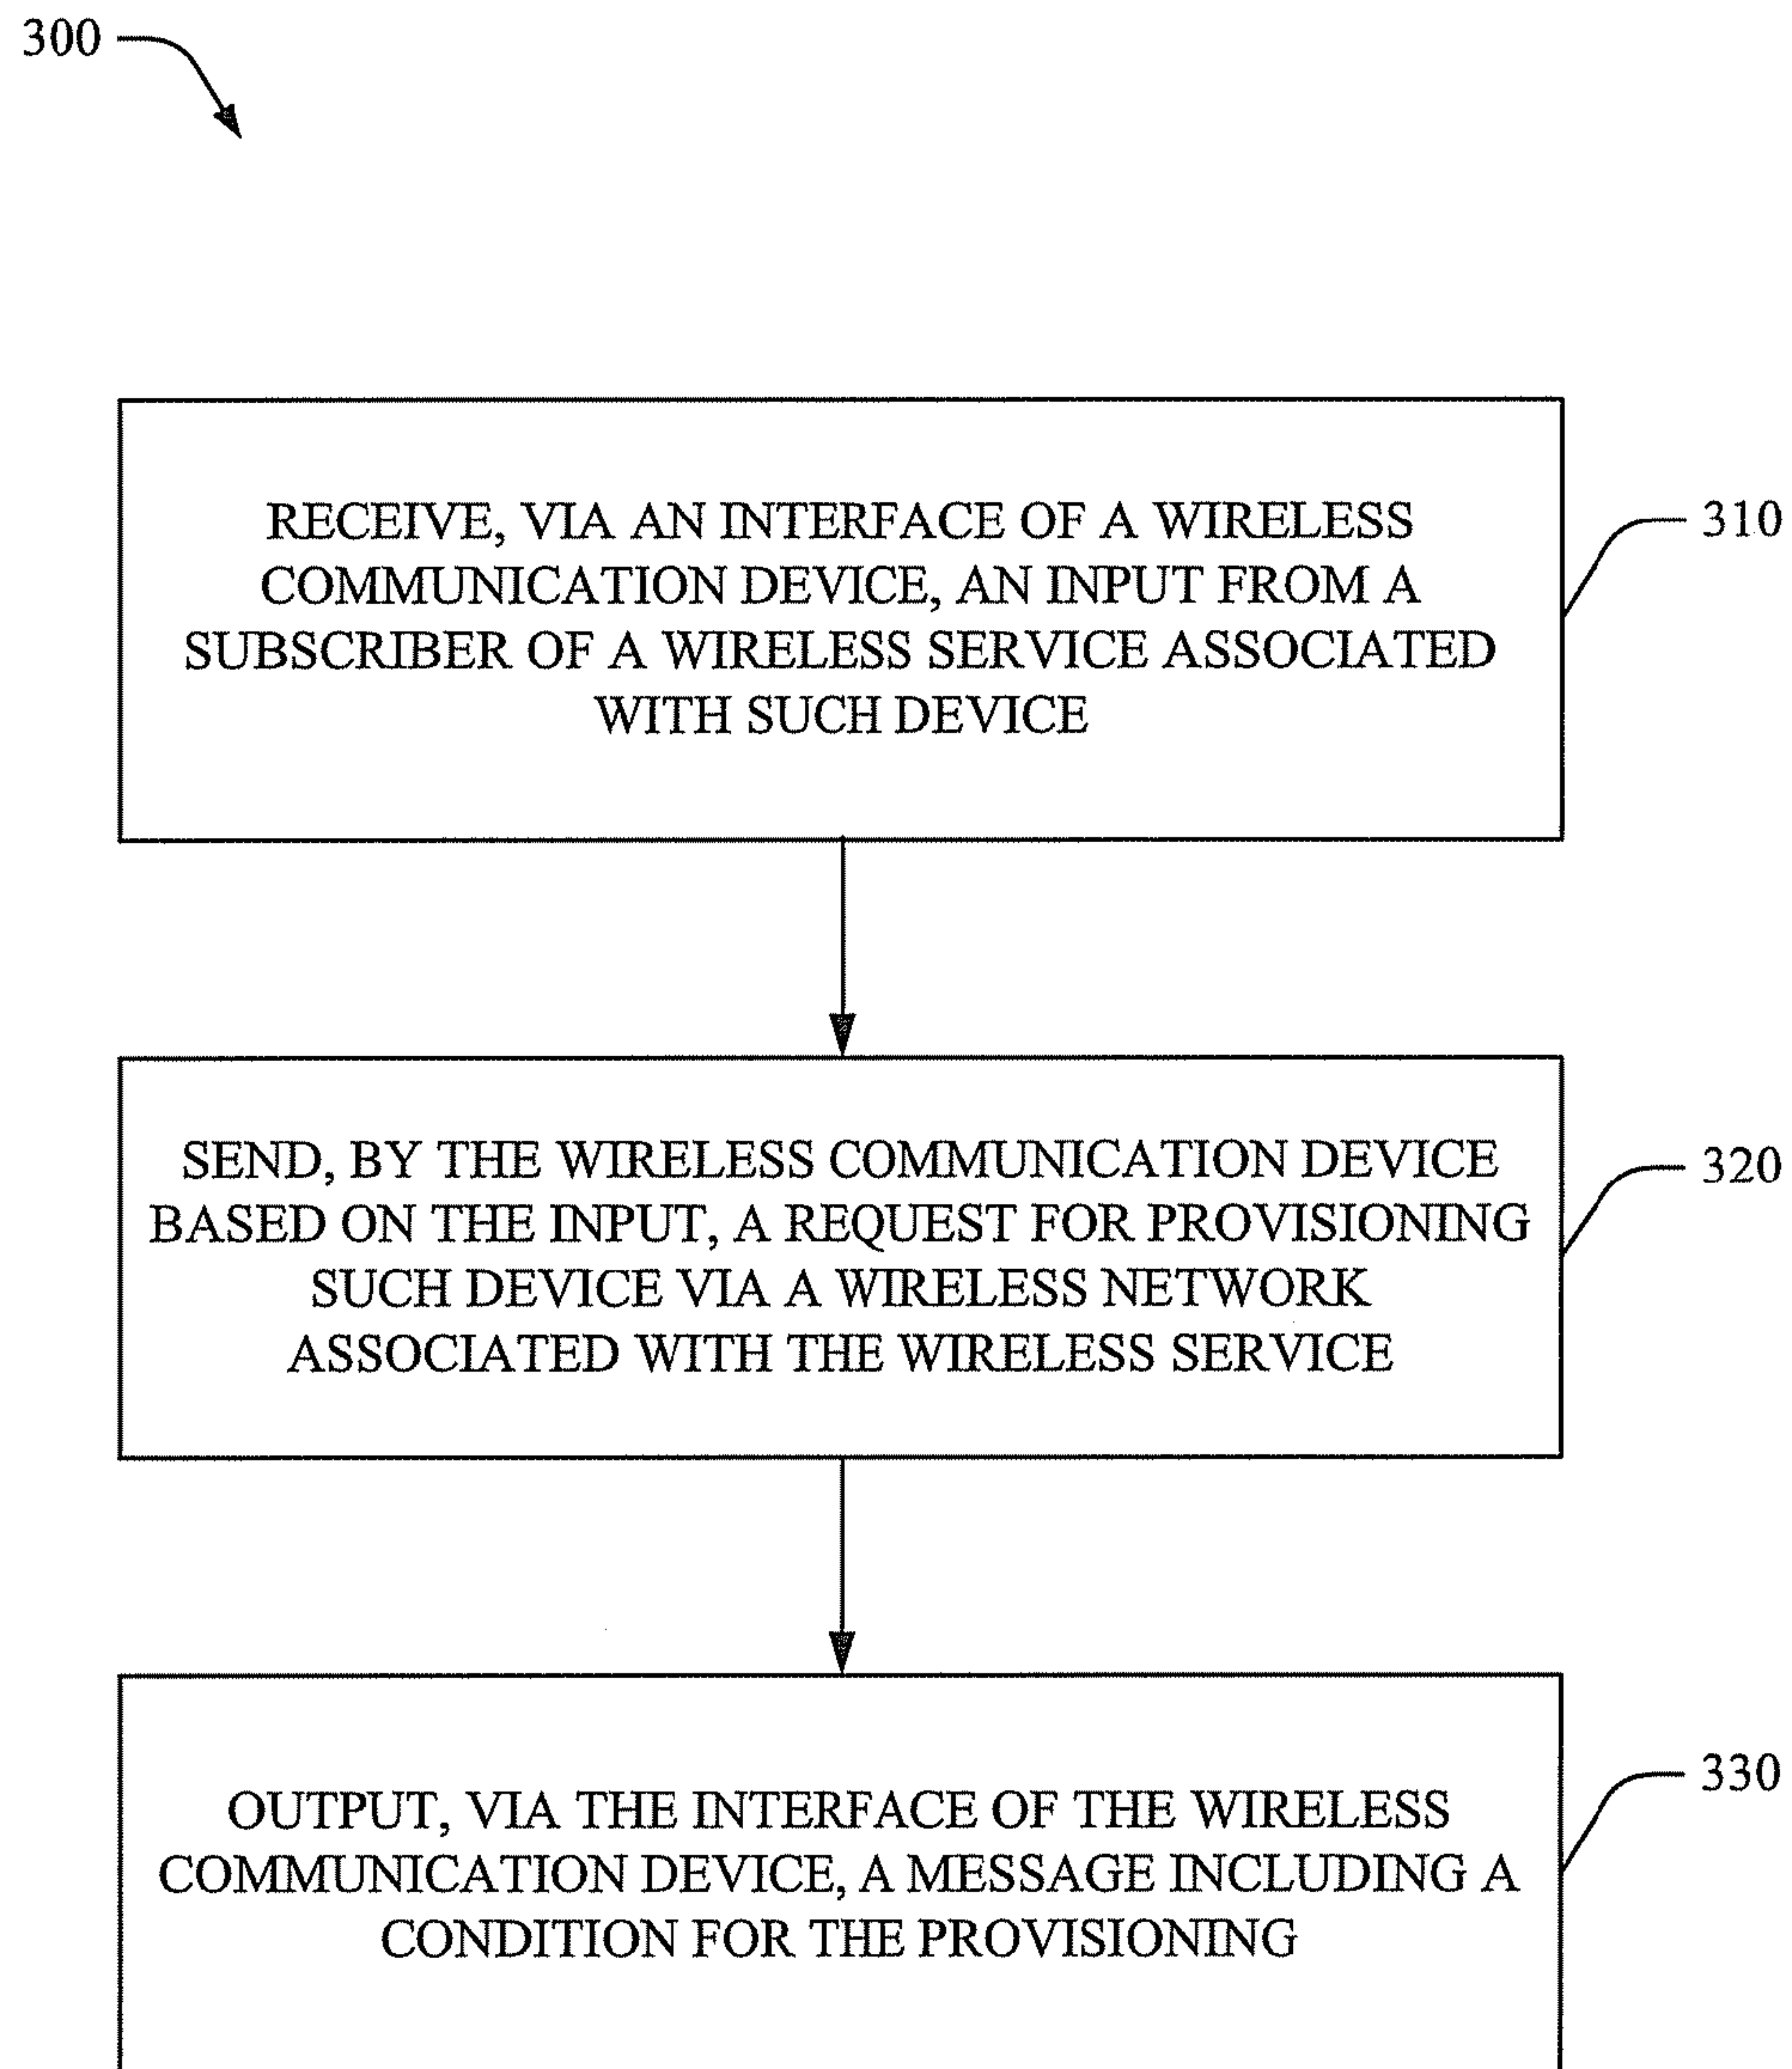 300
RECEIVE, VIA AN INTERFACE OF A WIRELESS
COMMUNICATION DEVICE, AN INPUT FROM A
SUBSCRIBER OF A WIRELESS SERVICE ASSOCIATED
WITH SUCH DEVICE
310
SEND, BY THE WIRELESS COMMUNICATION DEVICE
BASED ON THE INPUT, A REQUEST FOR PROVISIONING
SUCH DEVICE VIA A WIRELESS NETWORK
ASSOCIATED WITH THE WIRELESS SERVICE
320
OUTPUT, VIA THE INTERFACE OF THE WIRELESS
COMMUNICATION DEVICE, A MESSAGE INCLUDING A
CONDITION FOR THE PROVISIONING
330